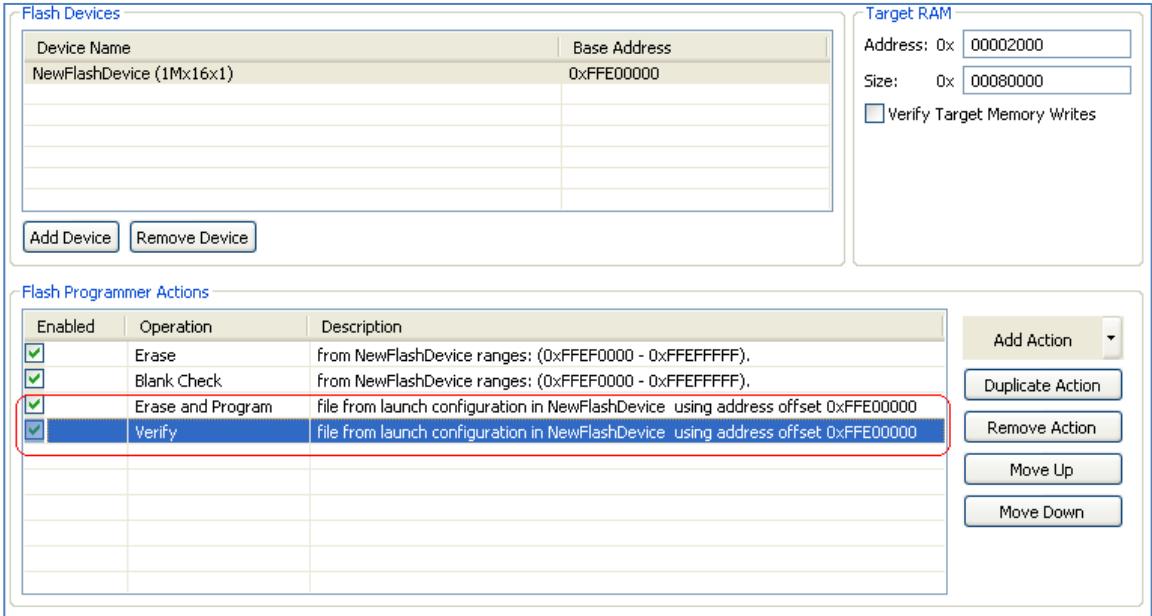 Flash Devices
Device Name Base Address
NewFlashDevice (1Mx16x1) 0xFFE00000
Add Device Remove Device
Target RAM
Address: 0x 00002000
Size: 0x 00080000
Verify Target Memory Writes
Flash Programmer Actions
Enabled Operation Description
Erase from NewFlashDevice ranges: (0xFFEF0000 - 0xFFEFFFFF).
Blank Check from NewFlashDevice ranges: (0xFFEF0000 - 0xFFEFFFFF).
Erase and Program file from launch configuration in NewFlashDevice using address offset 0xFFE00000
Verify file from launch configuration in NewFlashDevice using address offset 0xFFE00000
Add Action
Duplicate Action
Remove Action
Move Up
Move Down